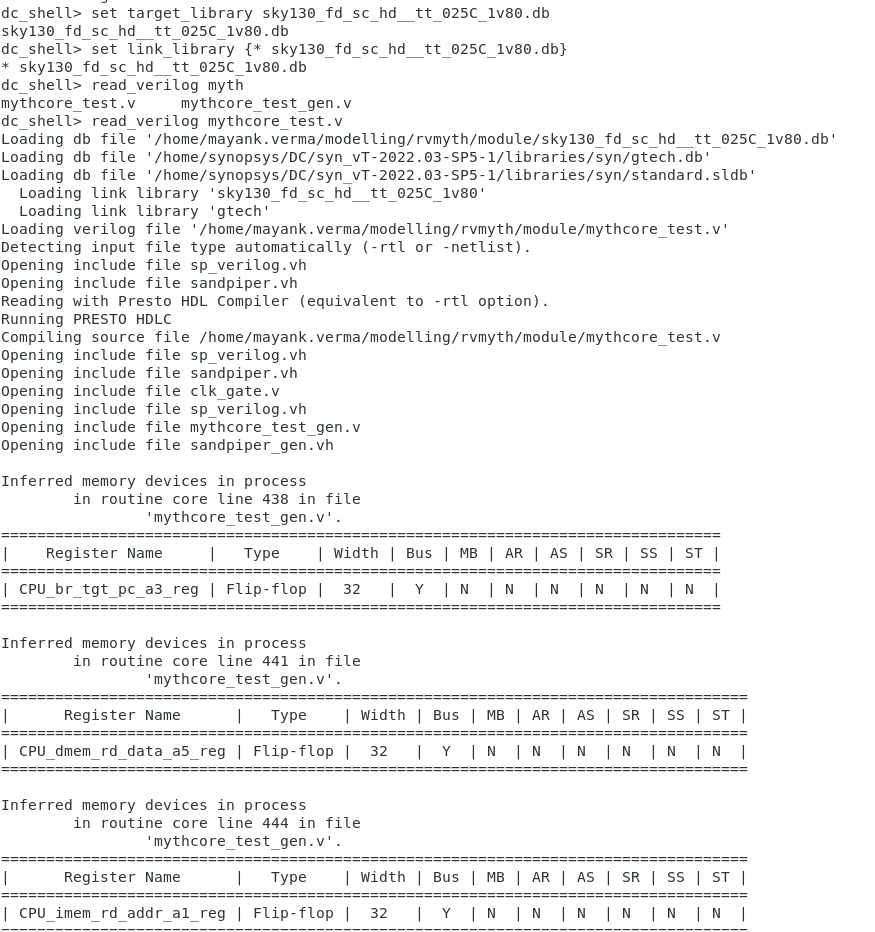 dc_shell> set target_library sky130_fd_sc_hd__tt_025C_1v80.db
sky130_fd_sc_hd__tt_025C_1v80.db
dc_shell> set link_library {* sky130_fd_sc_hd__tt_025C_1v80.db}
* sky130_fd_sc_hd__tt_025C_1v80.db
dc_shell> read_verilog myth
mythcore_test.v     mythcore_test_gen.v
dc_shell> read_verilog mythcore_test.v
Loading db file '/home/mayank.verma/modelling/rvmyth/module/sky130_fd_sc_hd__tt_025C_1v80.db'
Loading db file '/home/synopsys/DC/syn_vT-2022.03-SP5-1/libraries/syn/gtech.db'
Loading db file '/home/synopsys/DC/syn_vT-2022.03-SP5-1/libraries/syn/standard.sldb'
  Loading link library 'sky130_fd_sc_hd__tt_025C_1v80'
  Loading link library 'gtech'
Loading verilog file '/home/mayank.verma/modelling/rvmyth/module/mythcore_test.v'
Detecting input file type automatically (-rtl or -netlist).
Opening include file sp_verilog.vh
Opening include file sandpiper.vh
Reading with Presto HDL Compiler (equivalent to -rtl option).
Running PRESTO HDLC
Compiling source file /home/mayank.verma/modelling/rvmyth/module/mythcore_test.v
Opening include file sp_verilog.vh
Opening include file sandpiper.vh
Opening include file clk_gate.v
Opening include file sp_verilog.vh
Opening include file mythcore_test_gen.v
Opening include file sandpiper_gen.vh

Inferred memory devices in process
        in routine core line 438 in file
                'mythcore_test_gen.v'.
================================================================================
|    Register Name     |   Type    | Width | Bus | MB | AR | AS | SR | SS | ST |
================================================================================
| CPU_br_tgt_pc_a3_reg | Flip-flop |  32   |  Y  | N  | N  | N  | N  | N  | N  |
================================================================================

Inferred memory devices in process
        in routine core line 441 in file
                'mythcore_test_gen.v'.
===================================================================================
|      Register Name      |   Type    | Width | Bus | MB | AR | AS | SR | SS | ST |
===================================================================================
| CPU_dmem_rd_data_a5_reg | Flip-flop |  32   |  Y  | N  | N  | N  | N  | N  | N  |
===================================================================================

Inferred memory devices in process
        in routine core line 444 in file
                'mythcore_test_gen.v'.
===================================================================================
|      Register Name      |   Type    | Width | Bus | MB | AR | AS | SR | SS | ST |
===================================================================================
| CPU_imem_rd_addr_a1_reg | Flip-flop |  32   |  Y  | N  | N  | N  | N  | N  | N  |
===================================================================================